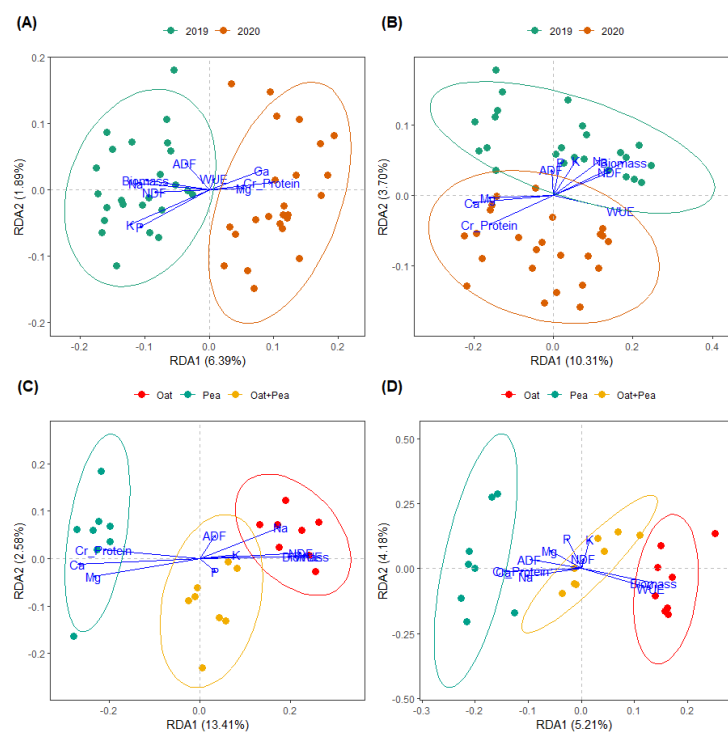 (A)
2019 2020
0.2
0.1
0.0
-0.1
-0.2
ADF
WUE
Ga
Biomass
Na
Cr_Protein
Mg
NDF
K
P
-0.2 -0.1 0.0 0.1 0.2
RDA1 (6.39%)
RDA2 (1.89%)
(B)
2019 2020
0.1
0.0
-0.1
P K Na
Biomass
ADF
NDF
Mg
Ca
WUE
Cr_Protein
-0.2 0.0 0.2 0.4
RDA1 (10.31%)
RDA2 (3.70%)
(C)
Oat Pea Oat+Pea
0.2
0.1
0.0
-0.1
-0.2
Na
ADF
Cr_Protein
K
NDF
Biomass
Ca
P
Mg
-0.2 0.0 0.2
RDA1 (13.41%)
RDA2 (2.58%)
(D)
Oat Pea Oat+Pea
0.50
0.25
0.00
-0.25
-0.50
P K
Mg
ADF
NDF
Protein
Na
Biomass
WUE
-0.3 -0.2 -0.1 0.0 0.1 0.2
RDA1 (5.21%)
RDA2 (4.18%)